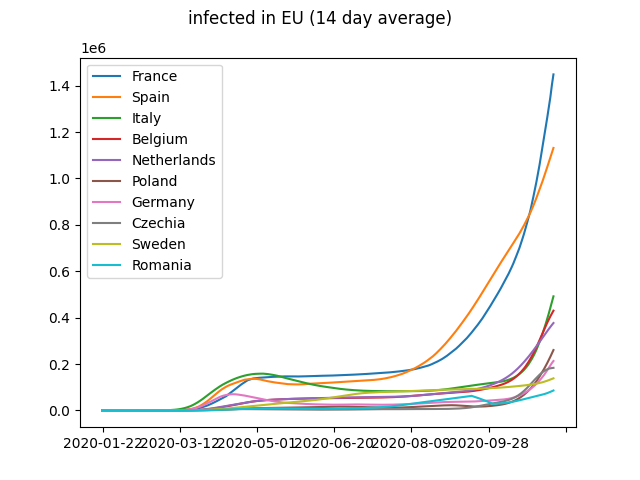 infected in EU (14 day average)
1e6
1.4
1.2
1.0
0.8
0.6
0.4
0.2
0.0
France
Spain
Italy
Belgium
Netherlands
Poland
Germany
Czechia
Sweden
Romania
2020-01-22 2020-03-12 2020-05-01 2020-06-20 2020-08-09 2020-09-28